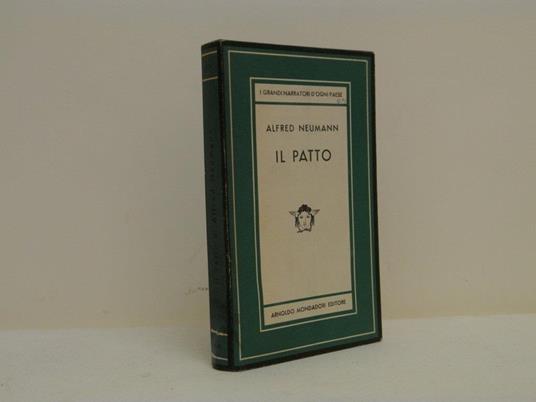 I GRANDI NARRATORI D'OGNI PAESE
ALFRED NEUMANN
IL PATTO
ARNOLDO MONDADORI EDITORE